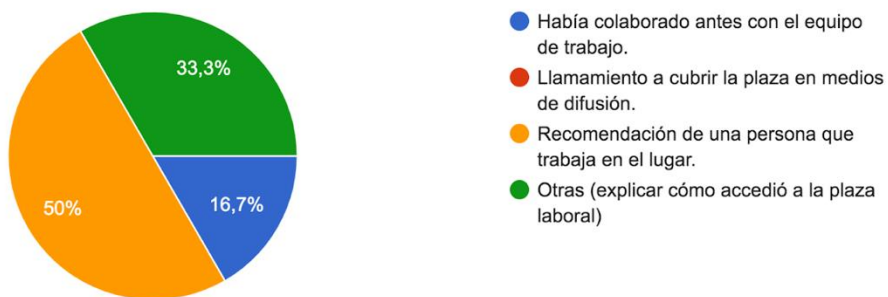 33,3%
50%
16,7%
Había colaborado antes con el equipo
de trabajo.
Llamamiento a cubrir la plaza en medios
de difusión.
Recomendación de una persona que
trabaja en el lugar.
Otras (explicar cómo accedió a la plaza
laboral)